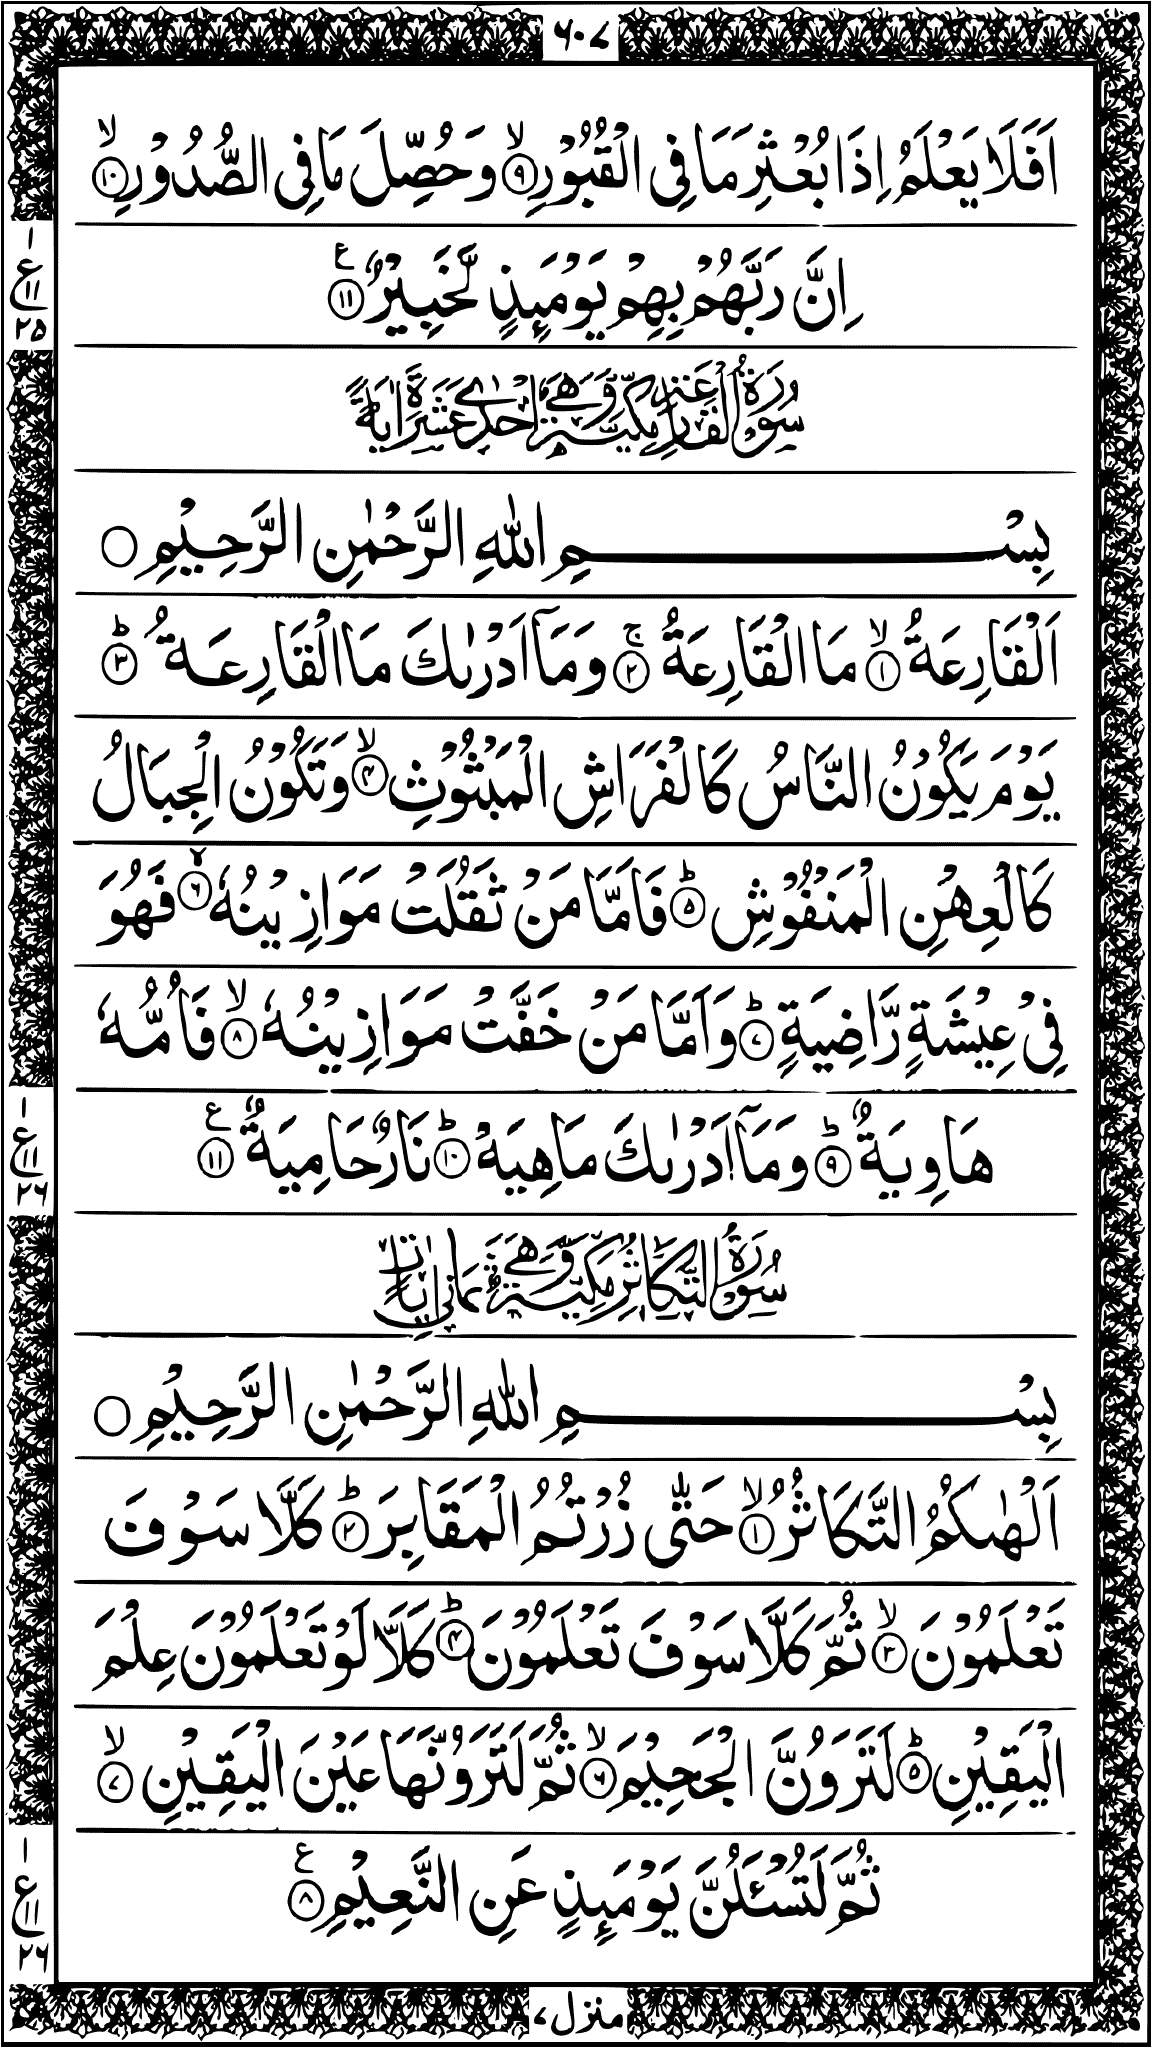 ٦٠٧
اَفَلَا يَعْلَمُ اِذَا بُعْثِرَ مَا فِي الْقُبُوْرِ ۙ﴿٩﴾ وَحُصِّلَ مَا فِي الصُّدُوْرِ ۙ﴿١٠﴾
١
ع
١١
٢٥
اِنَّ رَبَّهُمْ بِهِمْ يَوْمَئِذٍ لَّخَبِيْرٌ ﴿١١﴾ ع
سُوْرَةُ الْقَارِعَةِ مَكِّيَّةٌ وَّهِيَ اِحْدٰى عَشَرَةَ اٰيَةً
بِسْمِ اللّٰهِ الرَّحْمٰنِ الرَّحِيْمِ ○
اَلْقَارِعَةُ ۙ﴿١﴾ مَا الْقَارِعَةُ ۚ﴿٢﴾ وَمَآ اَدْرٰىكَ مَا الْقَارِعَةُ ؕ﴿٣﴾
يَوْمَ يَكُوْنُ النَّاسُ كَالْفَرَاشِ الْمَبْثُوْثِ ۙ﴿٤﴾ وَتَكُوْنُ الْجِبَالُ
كَالْعِهْنِ الْمَنْفُوْشِ ؕ﴿٥﴾ فَاَمَّا مَنْ ثَقُلَتْ مَوَازِيْنُهٗ ۙ﴿٦﴾ فَهُوَ
فِيْ عِيْشَةٍ رَّاضِيَةٍ ؕ﴿٧﴾ وَاَمَّا مَنْ خَفَّتْ مَوَازِيْنُهٗ ۙ﴿٨﴾ فَاُمُّهٗ
هَاوِيَةٌ ؕ﴿٩﴾ وَمَآ اَدْرٰىكَ مَاهِيَهْ ؕ﴿١٠﴾ نَارٌ حَامِيَةٌ ﴿١١﴾ ع
١
ع
١١
٢٦
سُوْرَةُ التَّكَاثُرِ مَكِّيَّةٌ وَّهِيَ ثَمَانِيْ اٰيَاتٍ
بِسْمِ اللّٰهِ الرَّحْمٰنِ الرَّحِيْمِ ○
اَلْهٰىكُمُ التَّكَاثُرُ ۙ﴿١﴾ حَتّٰى زُرْتُمُ الْمَقَابِرَ ؕ﴿٢﴾ كَلَّا سَوْفَ
تَعْلَمُوْنَ ۙ﴿٣﴾ ثُمَّ كَلَّا سَوْفَ تَعْلَمُوْنَ ؕ﴿٤﴾ كَلَّا لَوْ تَعْلَمُوْنَ عِلْمَ
الْيَقِيْنِ ؕ﴿٥﴾ لَتَرَوُنَّ الْجَحِيْمَ ۙ﴿٦﴾ ثُمَّ لَتَرَوُنَّهَا عَيْنَ الْيَقِيْنِ ۙ﴿٧﴾
ثُمَّ لَتُسْـَٔلُنَّ يَوْمَئِذٍ عَنِ النَّعِيْمِ ﴿٨﴾ ع
١
ع
١١
٢٦
منزل ٧